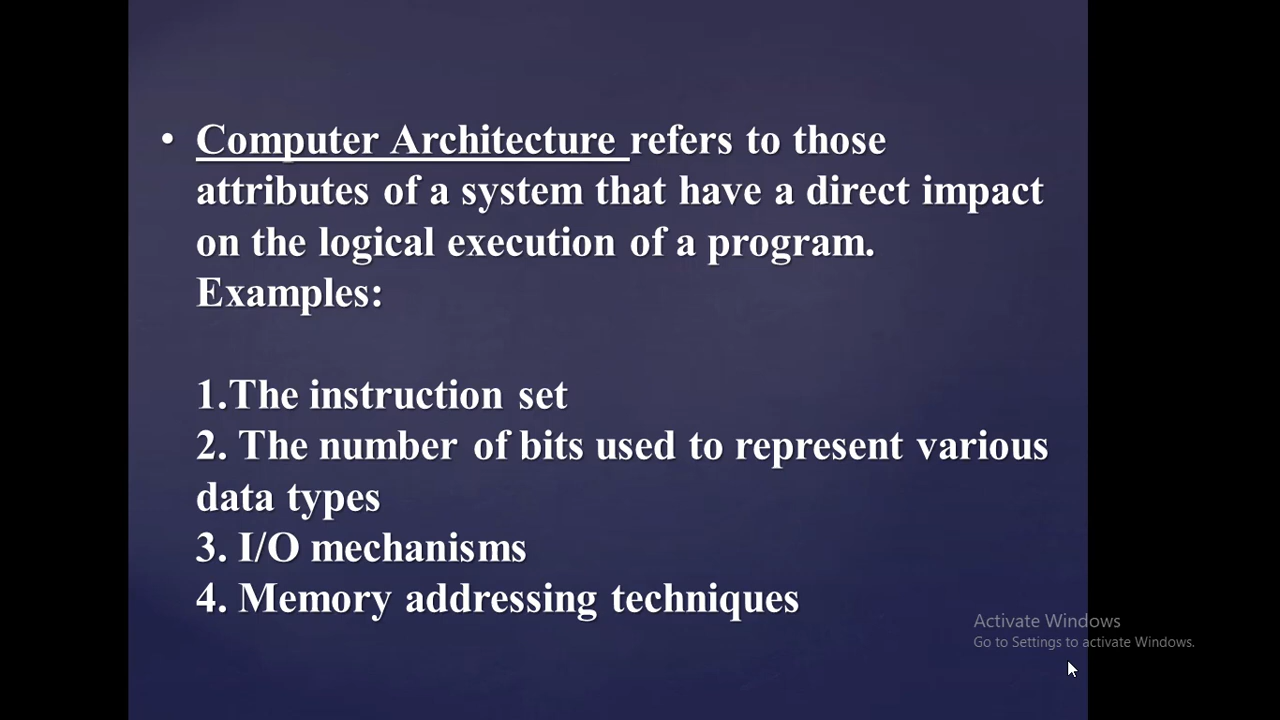 • Computer Architecture refers to those
attributes of a system that have a direct impact
on the logical execution of a program.
Examples:
1.The instruction set
2. The number of bits used to represent various
data types
3. I/O mechanisms
4. Memory addressing techniques
Activate Windows
Go to Settings to activate Windows.